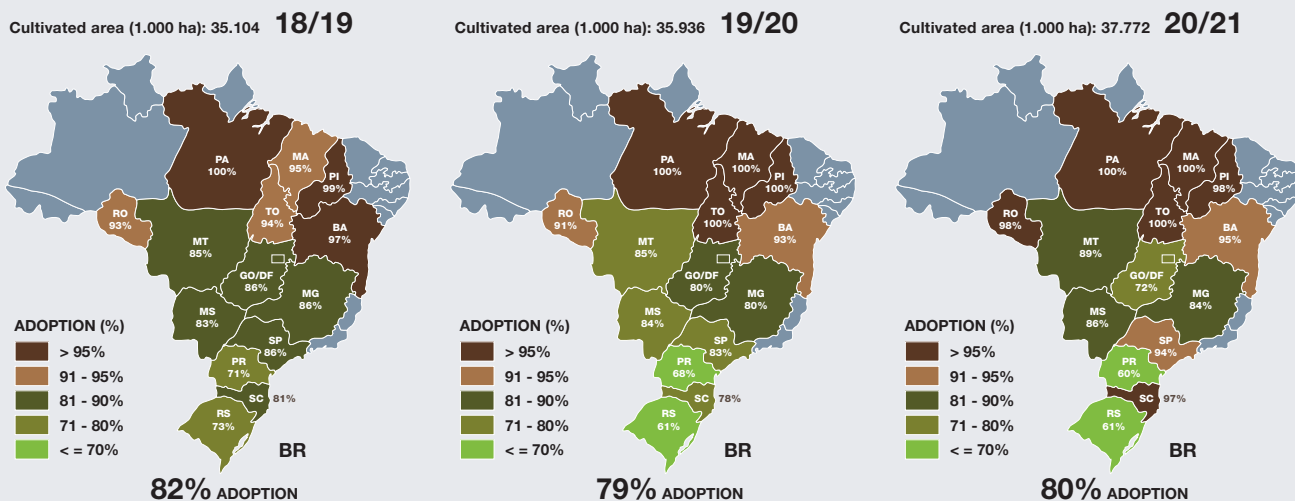 Cultivated area (1.000 ha): 35.104 18/19
PA
100%
MA
95%
PI
99%
RO
93%
TO
94%
BA
97%
MT
85%
GO/DF
86%
MG
86%
MS
83%
SP
86%
PR
71%
SC 81%
RS
73%
ADOPTION (%)
> 95%
91 - 95%
81 - 90%
71 - 80%
< = 70%
BR
82% ADOPTION
Cultivated area (1.000 ha): 35.936 19/20
PA
100%
MA
100%
PI
100%
RO
91%
TO
100%
BA
93%
MT
85%
GO/DF
80%
MG
80%
MS
84%
SP
83%
PR
68%
SC 78%
RS
61%
ADOPTION (%)
> 95%
91 - 95%
81 - 90%
71 - 80%
< = 70%
BR
79% ADOPTION
Cultivated area (1.000 ha): 37.772 20/21
PA
100%
MA
100%
PI
98%
RO
98%
TO
100%
BA
95%
MT
89%
GO/DF
72%
MG
84%
MS
86%
SP
94%
PR
60%
SC 97%
RS
61%
ADOPTION (%)
> 95%
91 - 95%
81 - 90%
71 - 80%
< = 70%
BR
80% ADOPTION